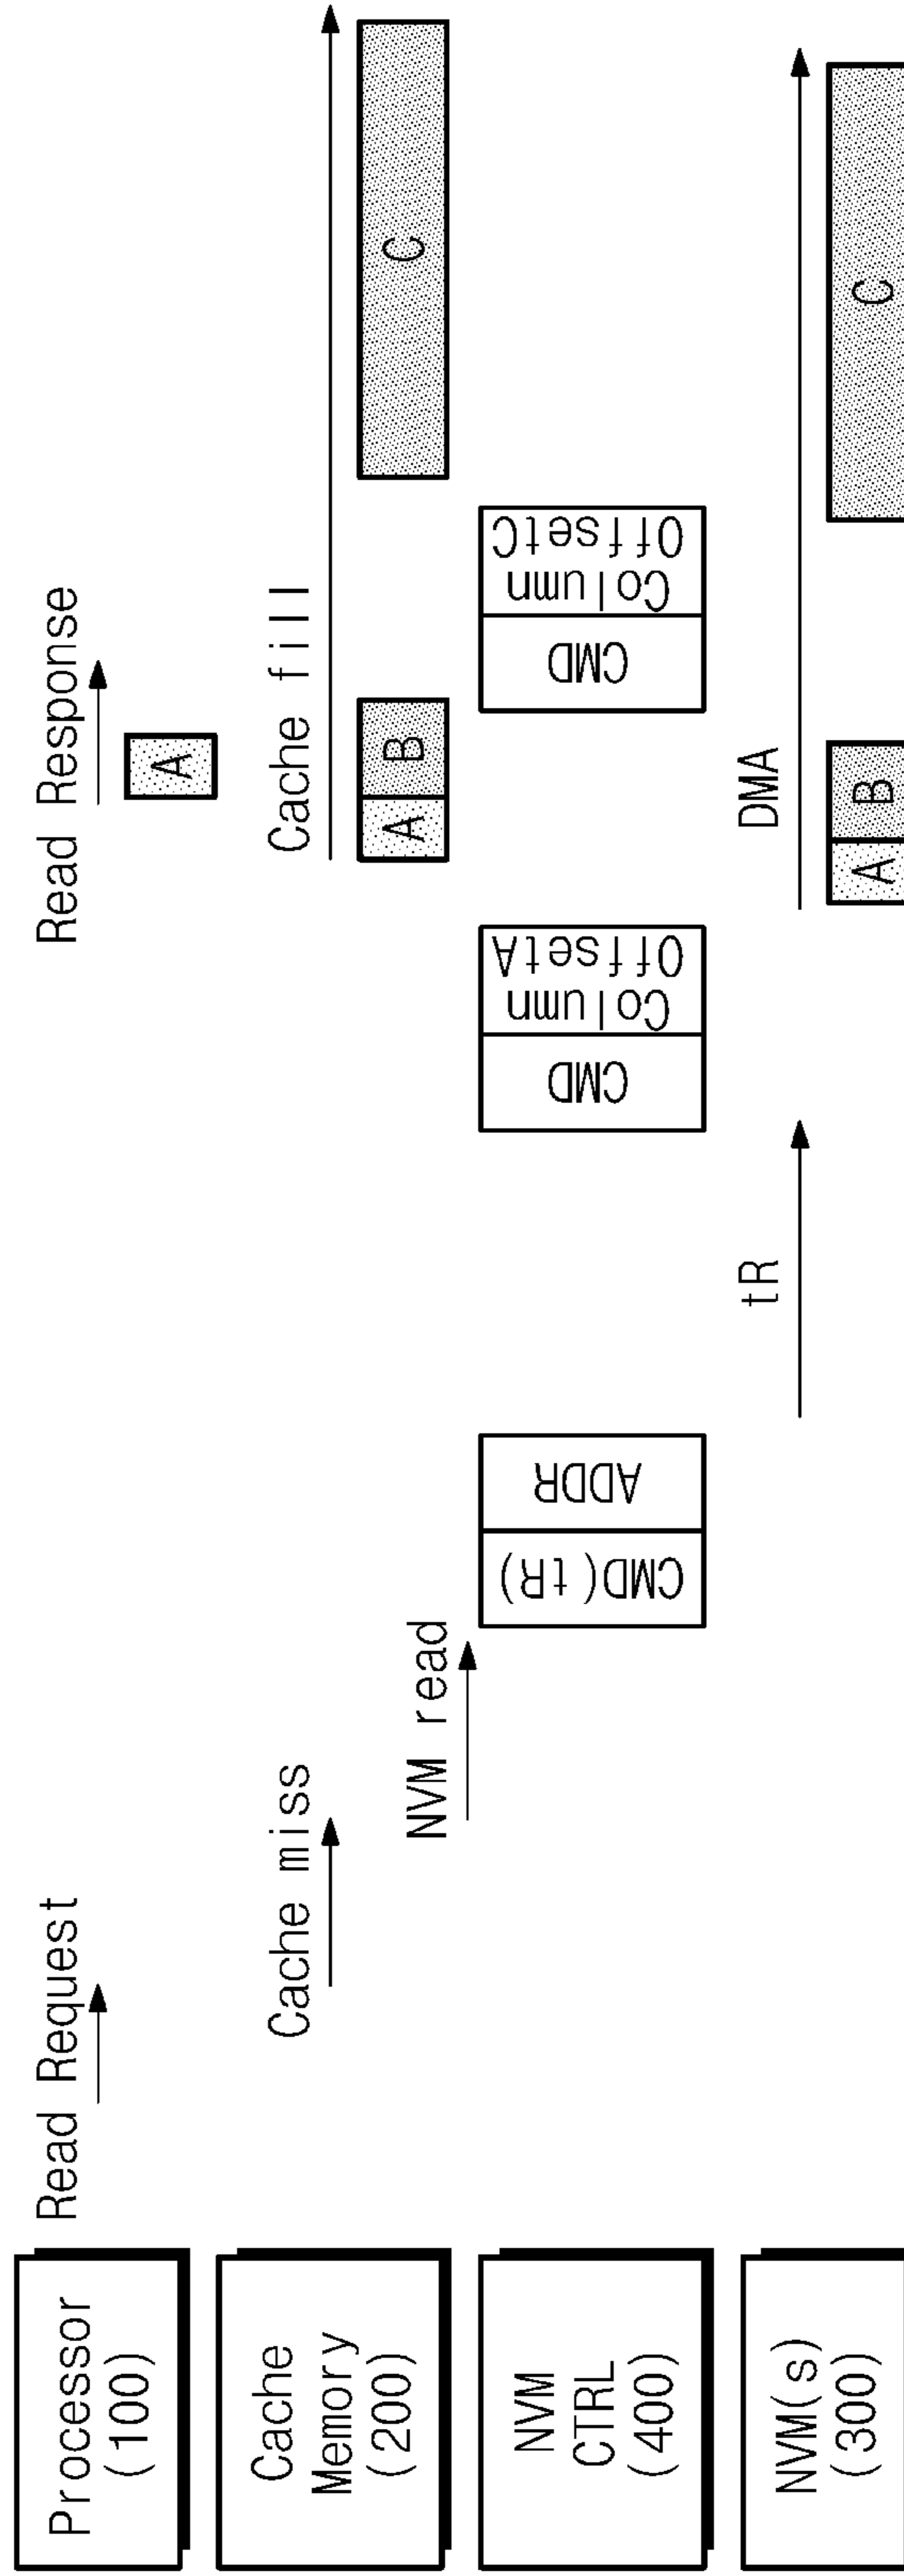 Processor
(100)
Read Request
Read Response
A
Cache
Memory
(200)
Cache miss
Cache fill
A
B
C
NVM
CTRL
(400)
NVM read
CMD(tR)
ADDR
CMD
Column
OffsetA
CMD
Column
OffsetC
NVM(s)
(300)
tR
DMA
A
B
C